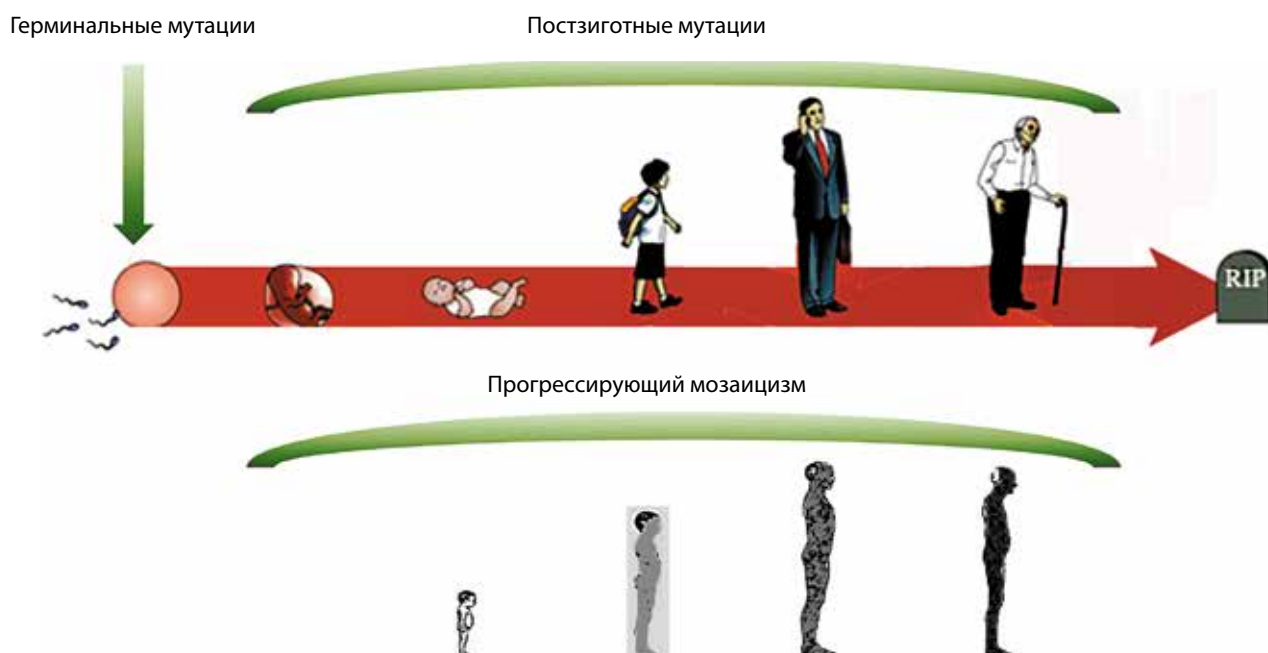 Герминальные мутации
Постзиготные мутации
RIP
Прогрессирующий мозаицизм